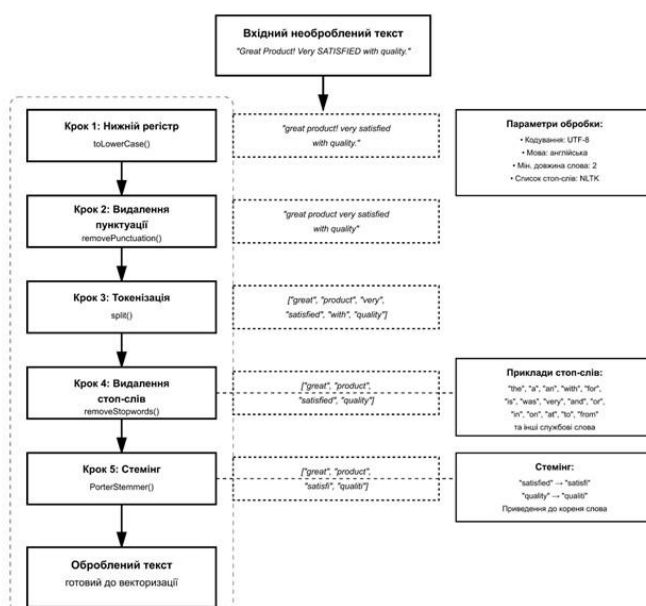 Вхідний необроблений текст
"Great Product! Very SATISFIED with quality."
Крок 1: Нижній регістр
toLowerCase()
"great product! very satisfied
with quality."
Параметри обробки:
• Кодування: UTF-8
• Мова: англійська
• Мін. довжина слова: 2
• Список стоп-слів: NLTK
Крок 2: Видалення
пунктуації
removePunctuation()
"great product very satisfied
with quality"
Крок 3: Токенізація
split()
["great", "product", "very",
"satisfied", "with", "quality"]
Крок 4: Видалення
стоп-слів
removeStopwords()
["great", "product",
"satisfied", "quality"]
Приклади стоп-слів:
"the", "a", "an", "with", "for",
"is", "was", "very", "and", "or",
"in", "on", "at", "to", "from"
та інші службові слова
Крок 5: Стемінг
PorterStemmer()
["great", "product",
"satisfi", "qualiti"]
Стемінг:
"satisfied" → "satisfi"
"quality" → "qualiti"
Приведення до кореня слова
Оброблений текст
готовий до векторизації